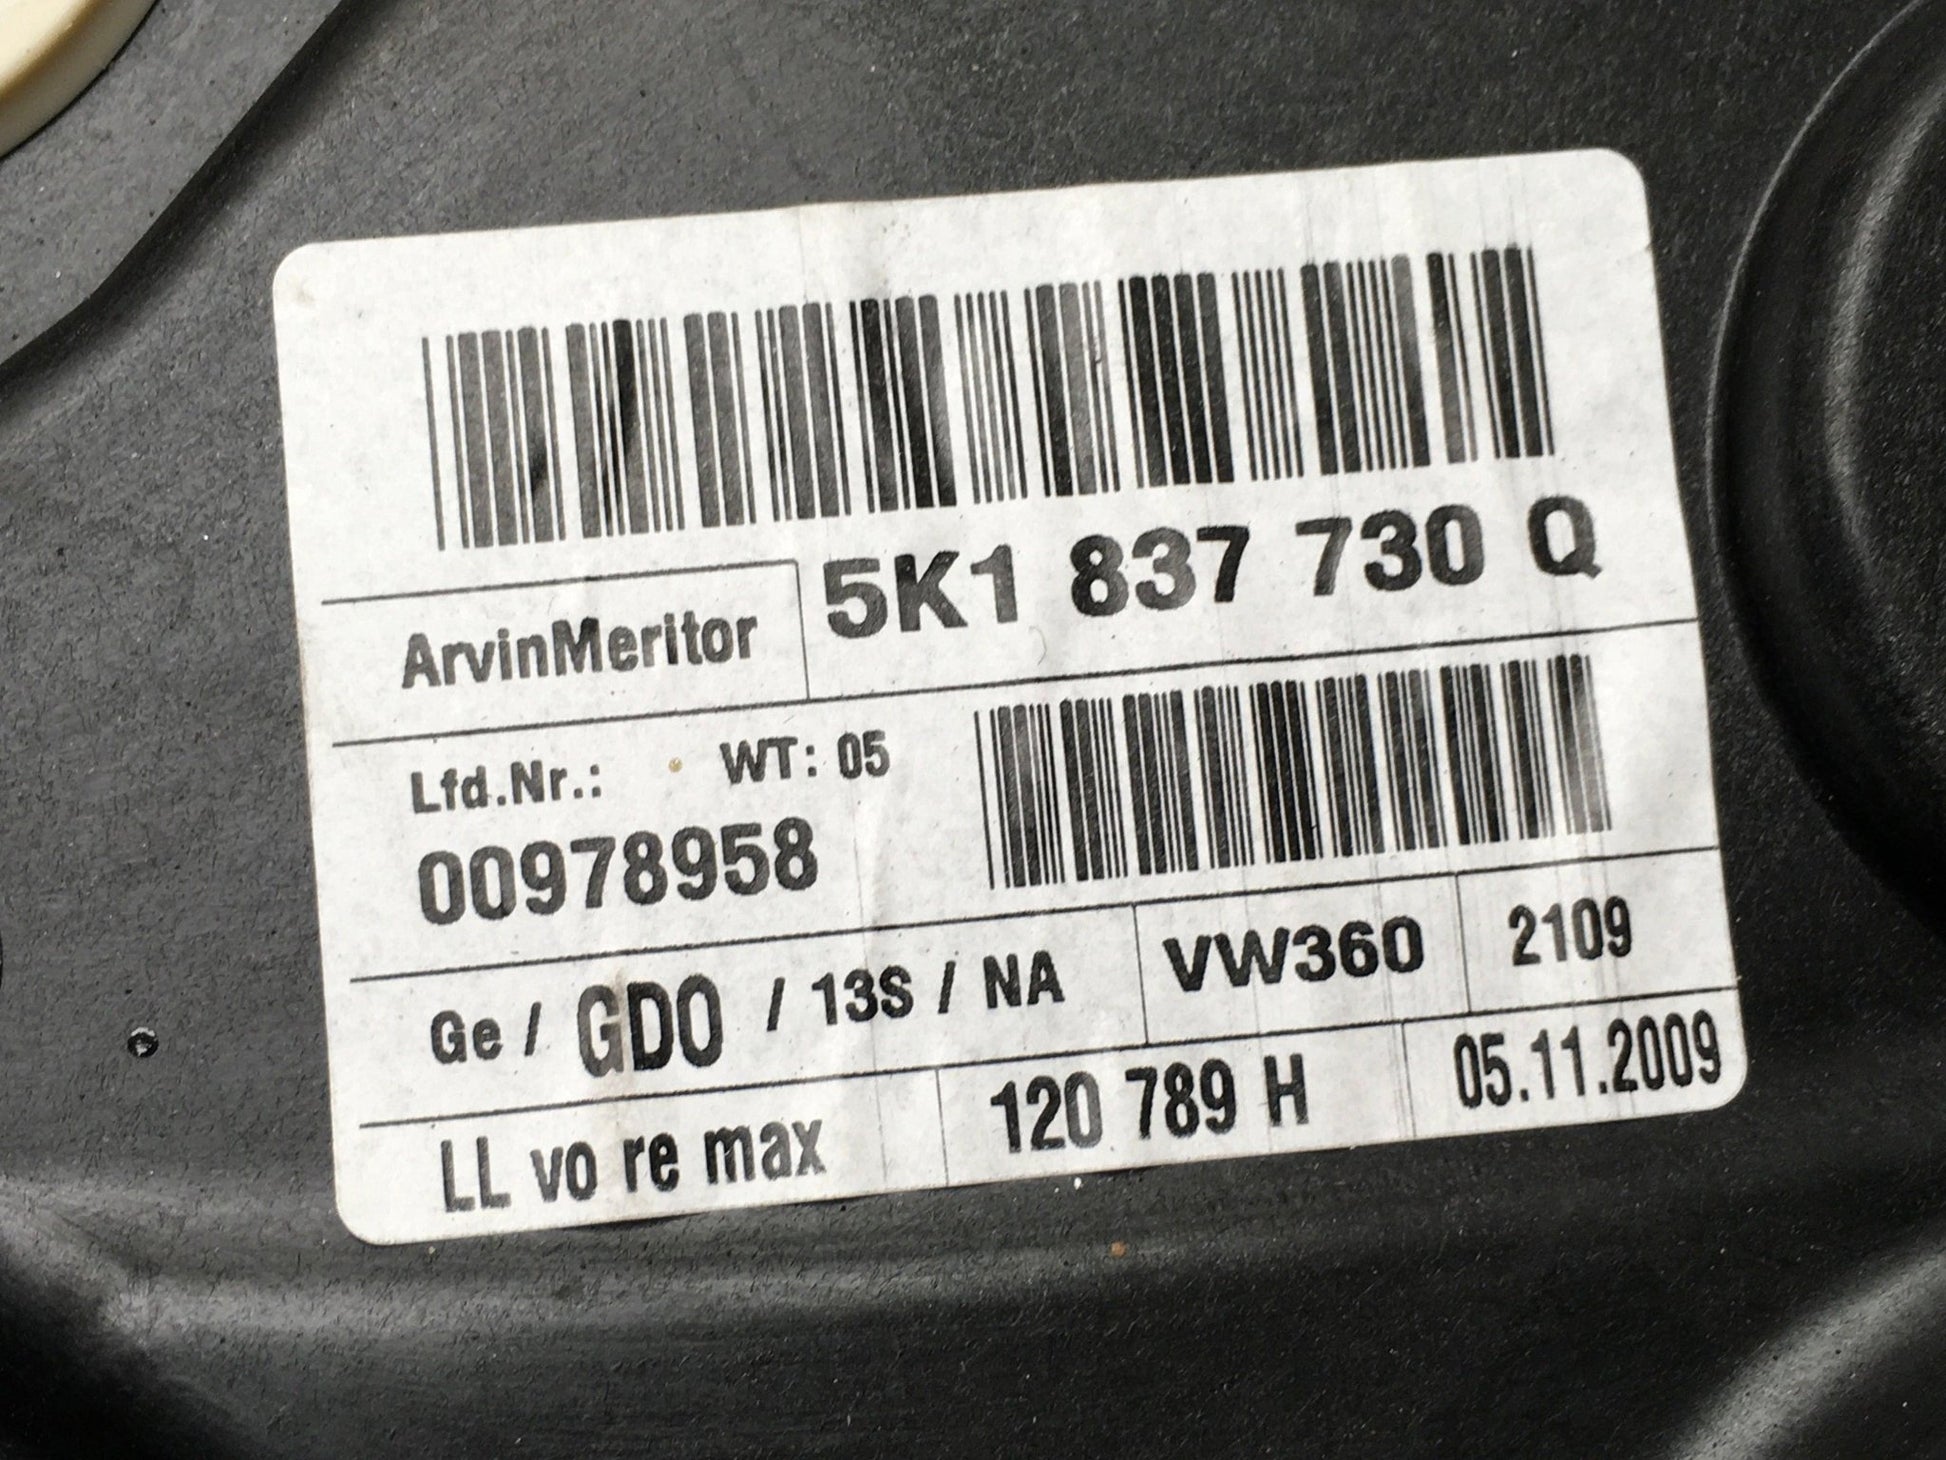 5K1 837 730 Q
ArvinMeritor
Lfd.Nr.: WT: 05
00978958
Ge / GDO / 13S / NA VW360 2109
LL vo re max 120 789 H 05.11.2009